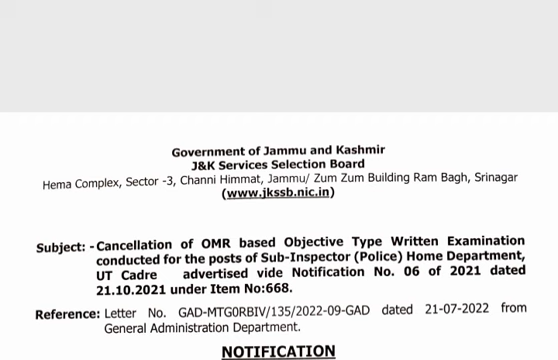 Government of Jammu and Kashmir
J&K Services Selection Board
Hema Complex, Sector -3, Channi Himmat, Jammu/ Zum Zum Building Ram Bagh, Srinagar
(www.jkssb.nic.in)
Subject: - Cancellation of OMR based Objective Type Written Examination
conducted for the posts of Sub-Inspector (Police) Home Department,
UT Cadre advertised vide Notification No. 06 of 2021 dated
21.10.2021 under Item No:668.
Reference: Letter No. GAD-MTG0RBIV/135/2022-09-GAD dated 21-07-2022 from
General Administration Department.
NOTIFICATION